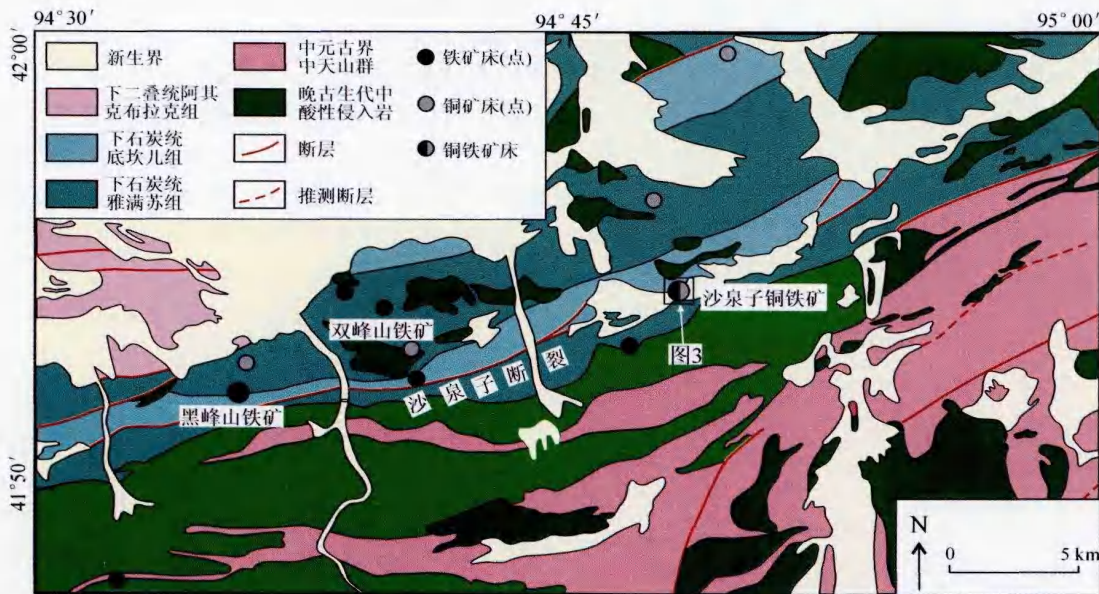 94°30′
94°45′
95°00′
42°00′
41°50′
新生界
下二叠统阿其
克布拉克组
下石炭统
底坎儿组
下石炭统
雅满苏组
中元古界
中天山群
晚古生代中
酸性侵入岩
断层
推测断层
铁矿床(点)
铜矿床(点)
铜铁矿床
双峰山铁矿
沙泉子铜铁矿
图3
沙泉子断裂
黑峰山铁矿
N
0
5 km